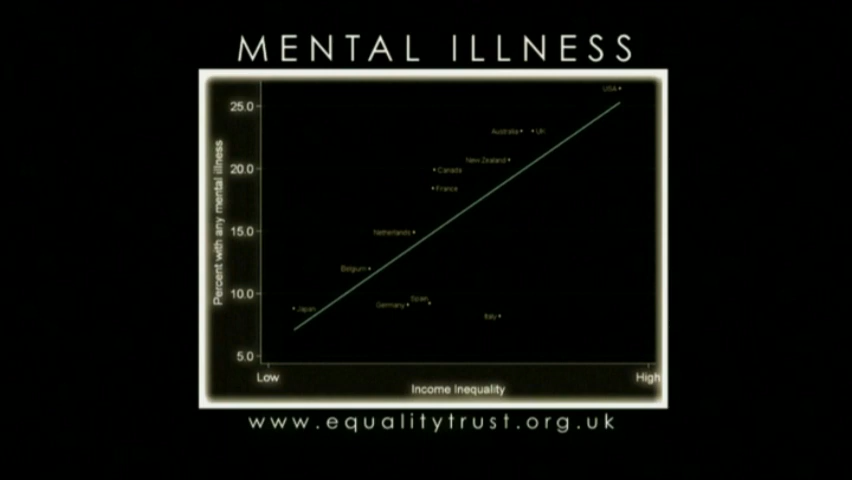 MENTAL ILLNESS
USA
25.0
Australia
UK
New Zealand
20.0
Canada
France
Percent with any mental illness
15.0
Netherlands
Belgium
10.0
Japan
Germany
Spain
Italy
5.0
Low
High
Income Inequality
www.equalitytrust.org.uk